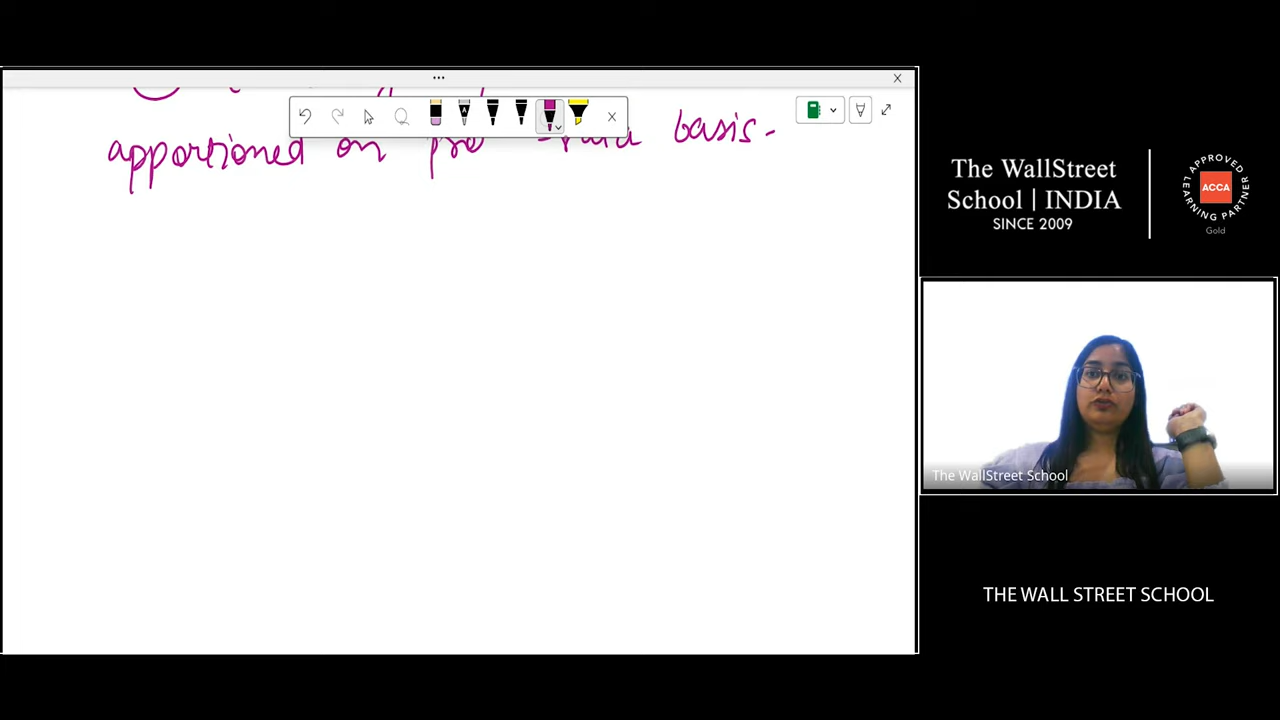 apportioned on pro-rata basis.
The WallStreet
School | INDIA
SINCE 2009
APPROVED
LEARNING PARTNER
ACCA
Gold
The WallStreet School
THE WALL STREET SCHOOL